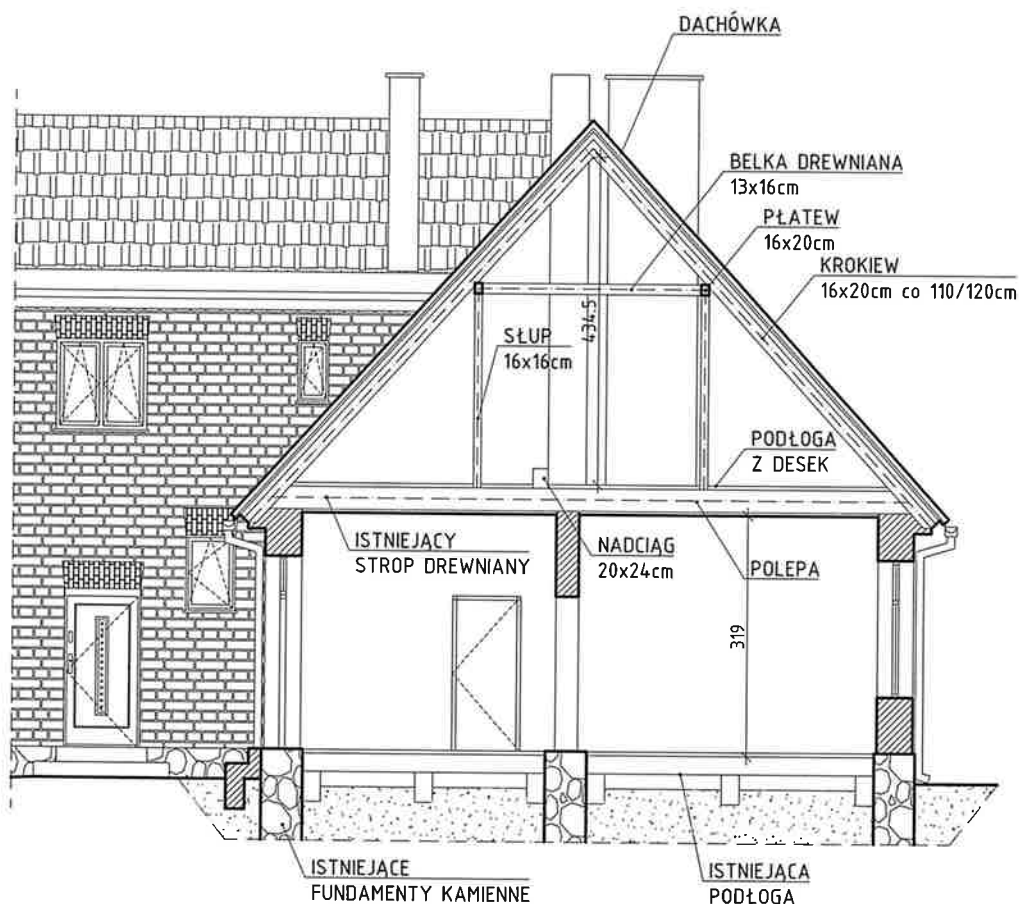 DACHÓWKA
BELKA DREWNIANA
13x16cm
PŁATEW
16x20cm
KROKIEW
16x20cm co 110/120cm
434.5
SŁUP
16x16cm
PODŁOGA
Z DESEK
ISTNIEJĄCY
STROP DREWNIANY
NADCIĄG
20x24cm
POLEPA
319
ISTNIEJĄCE
FUNDAMENTY KAMIENNE
ISTNIEJĄCA
PODŁOGA